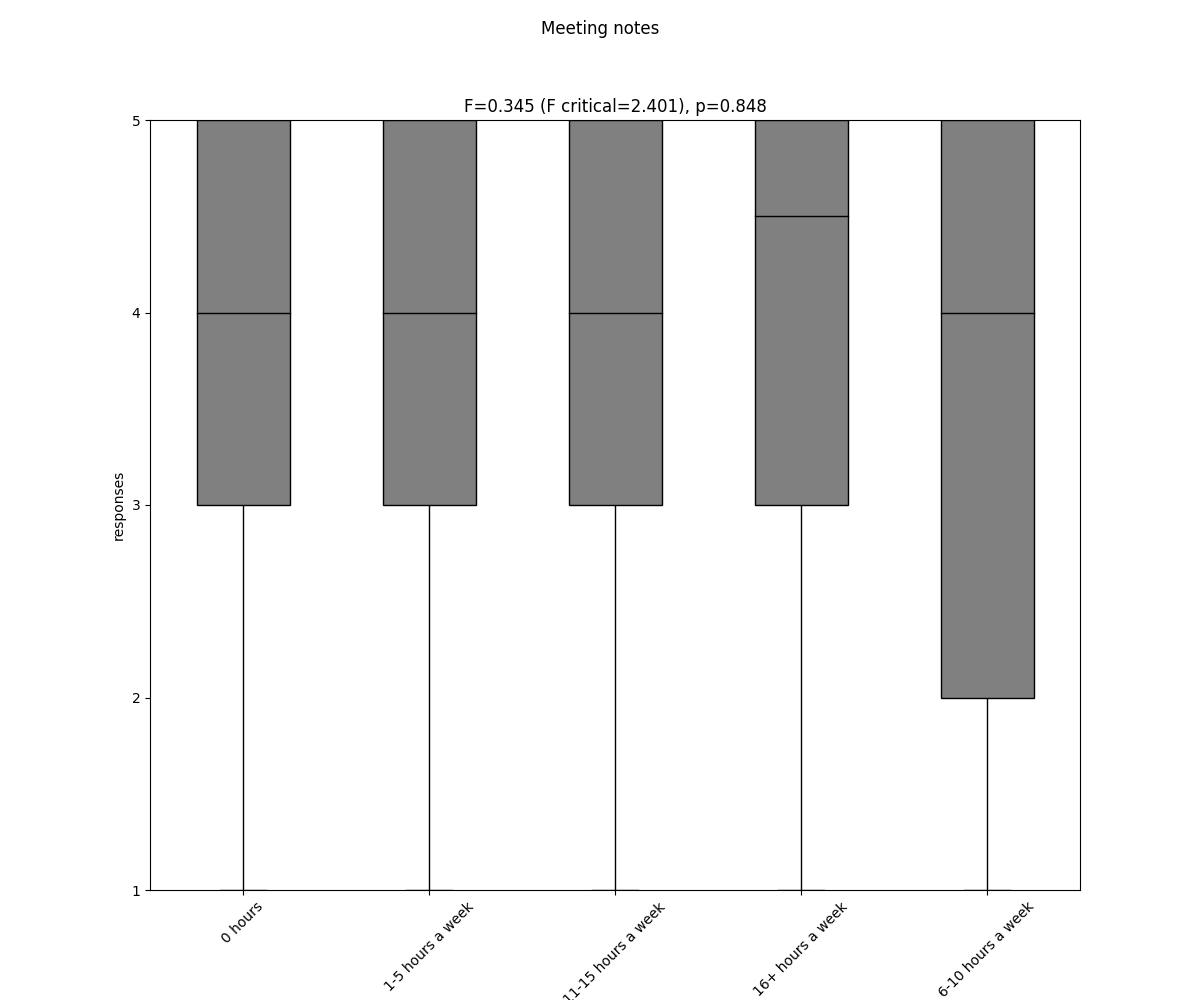 Meeting notes
F=0.345 (F critical=2.401), p=0.848
5
4
3
2
1
responses
0 hours
1-5 hours a week
11-15 hours a week
16+ hours a week
6-10 hours a week